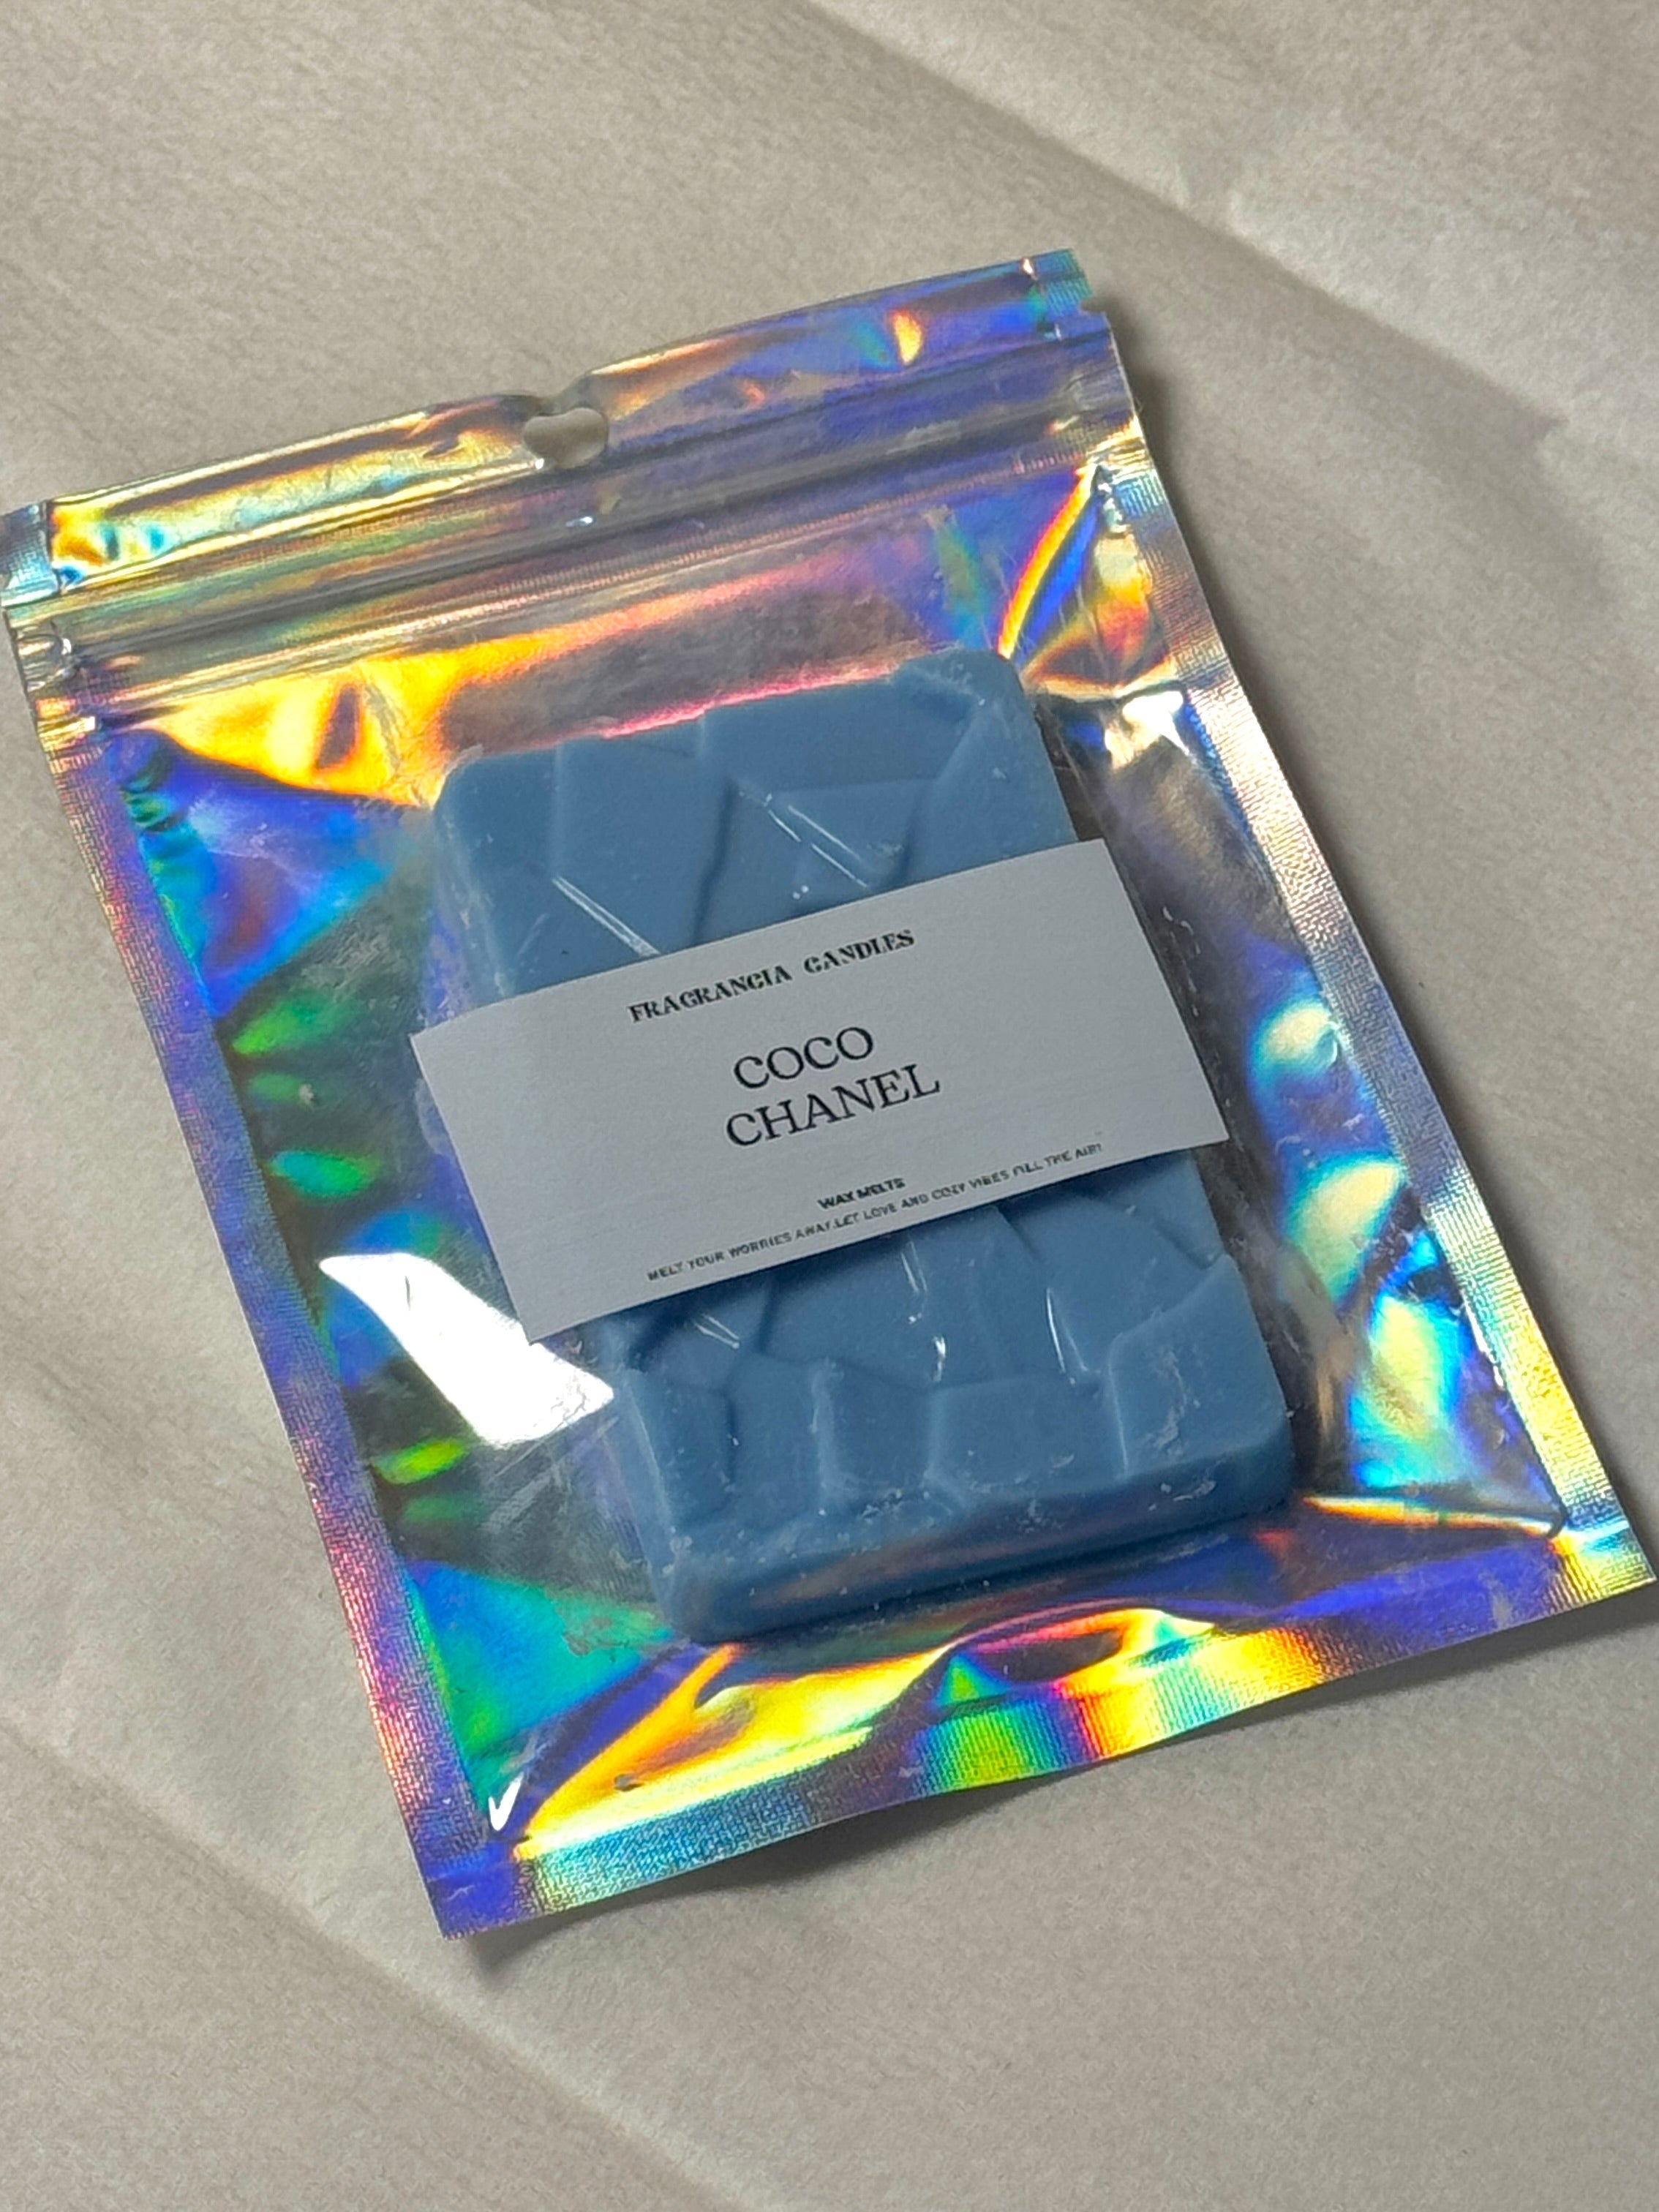 FRAGRANCIA CANDLES
COCO
CHANEL
WAX MELTS
MELT YOUR WORRIES AWAY.LET LOVE AND COZY VIBES FILL THE AIR!